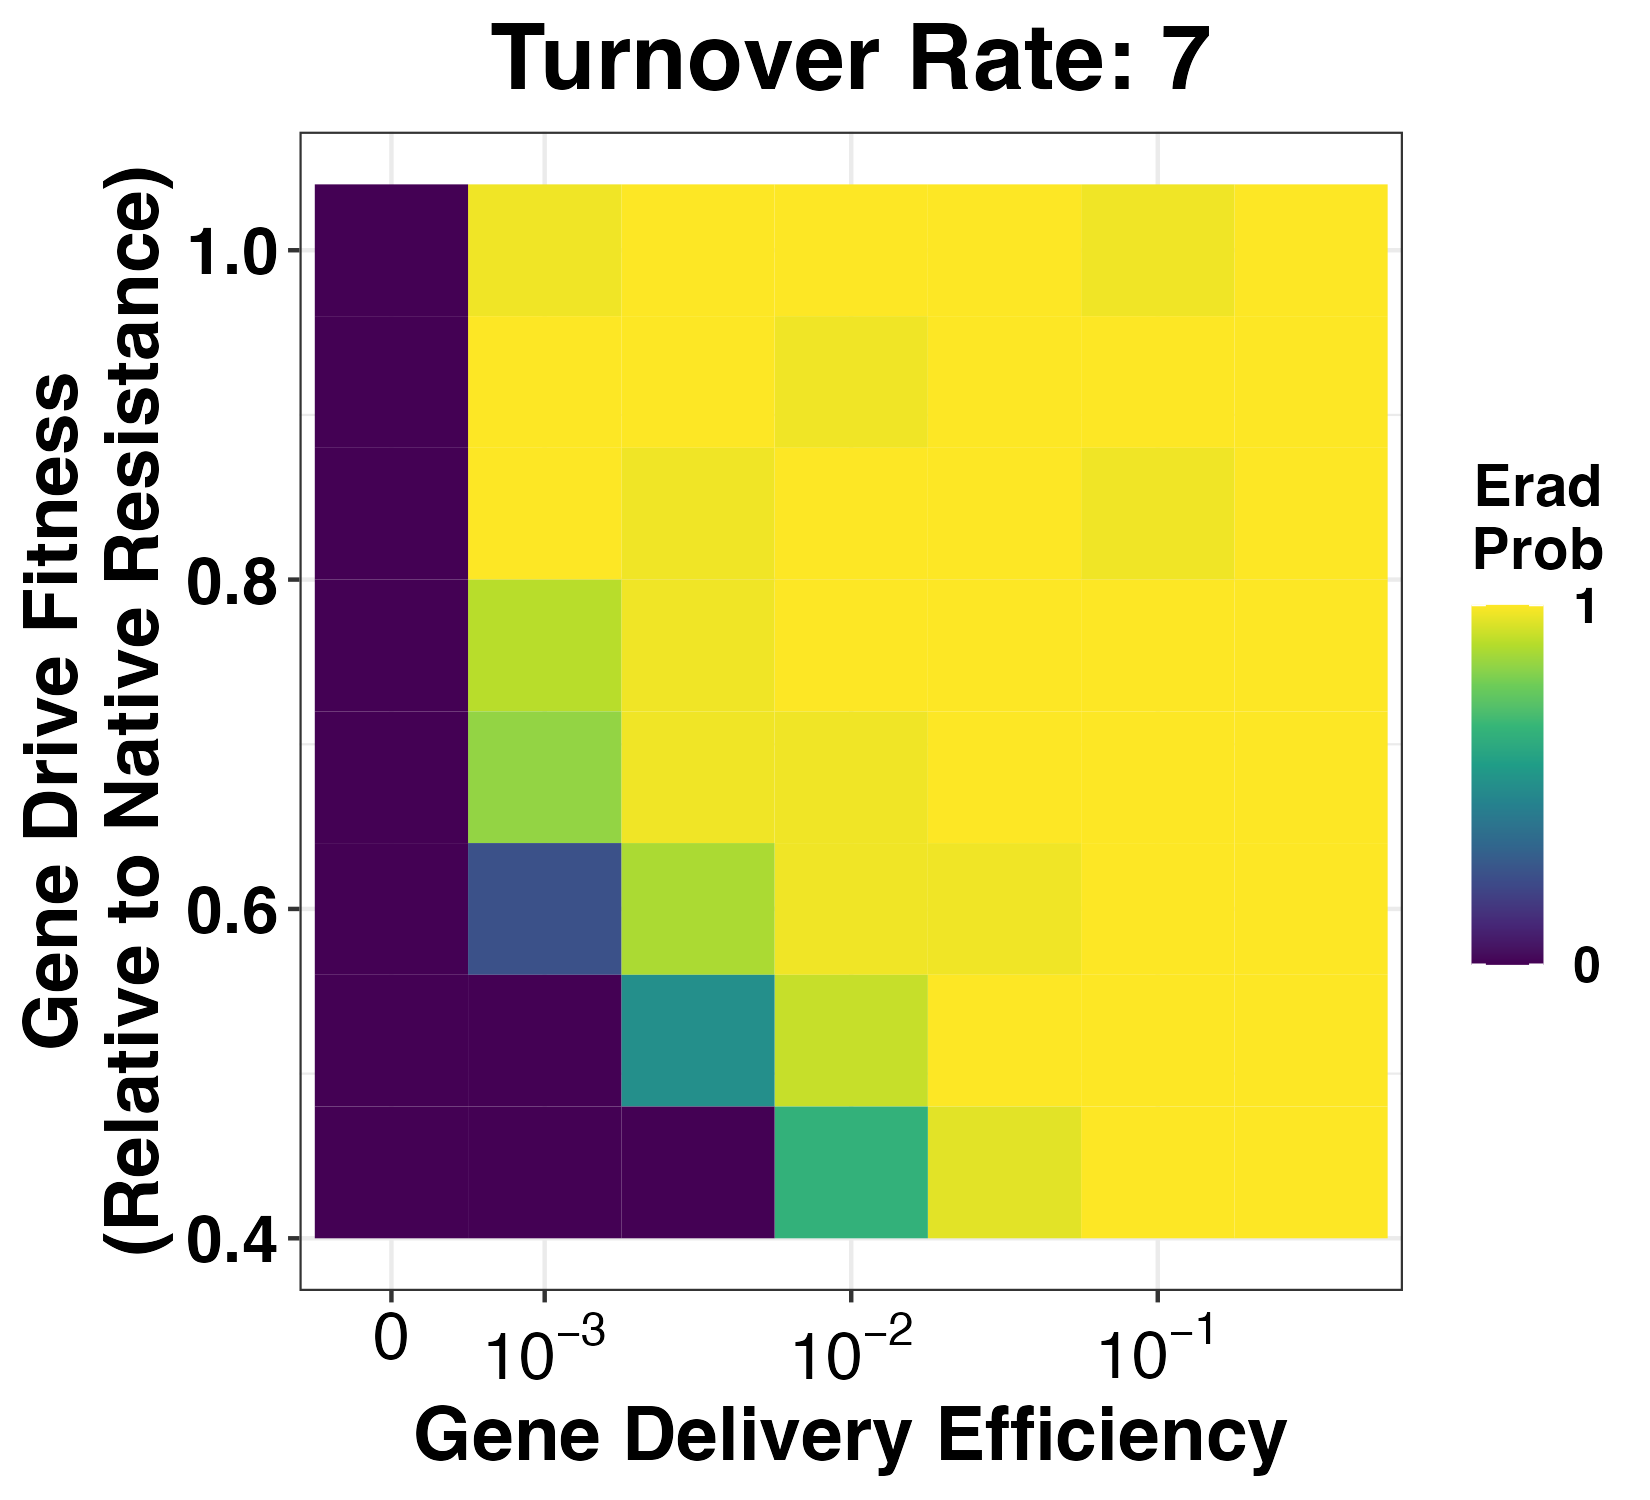 Turnover Rate: 7
Gene Drive Fitness
(Relative to Native Resistance)
1.0
0.8
0.6
0.4
0
10⁻³
10⁻²
10⁻¹
Gene Delivery Efficiency
Erad
Prob
1
0